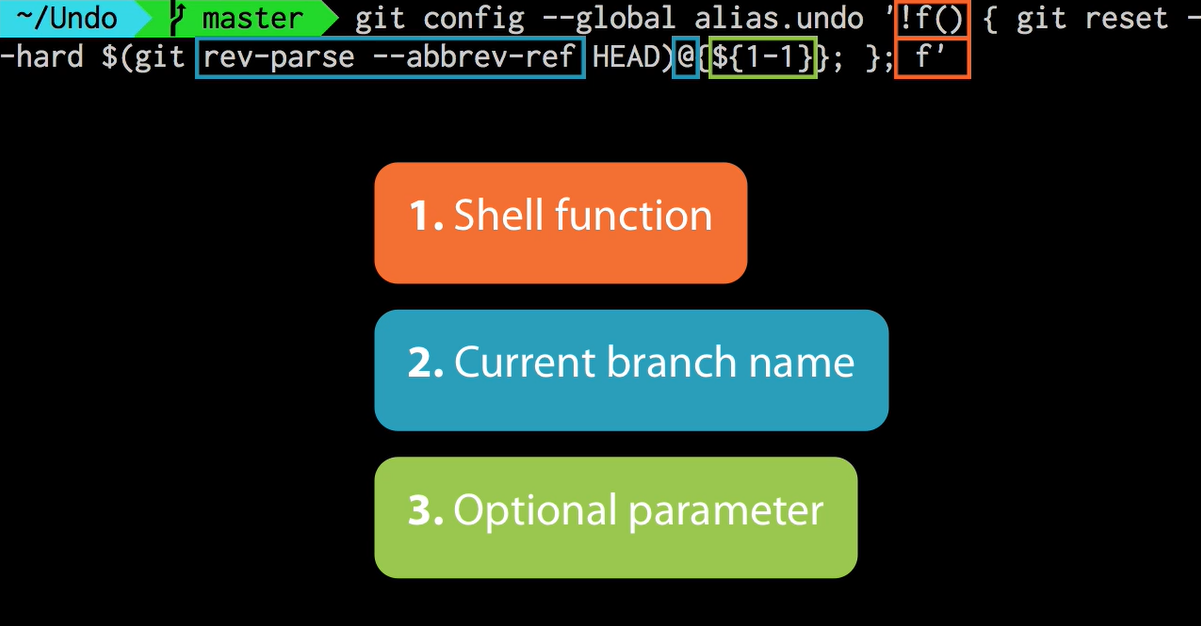 ~/Undo master git config --global alias.undo '!f() { git reset -
-hard $(git rev-parse --abbrev-ref HEAD)@{${1-1}}; }; f'
1. Shell function
2. Current branch name
3. Optional parameter